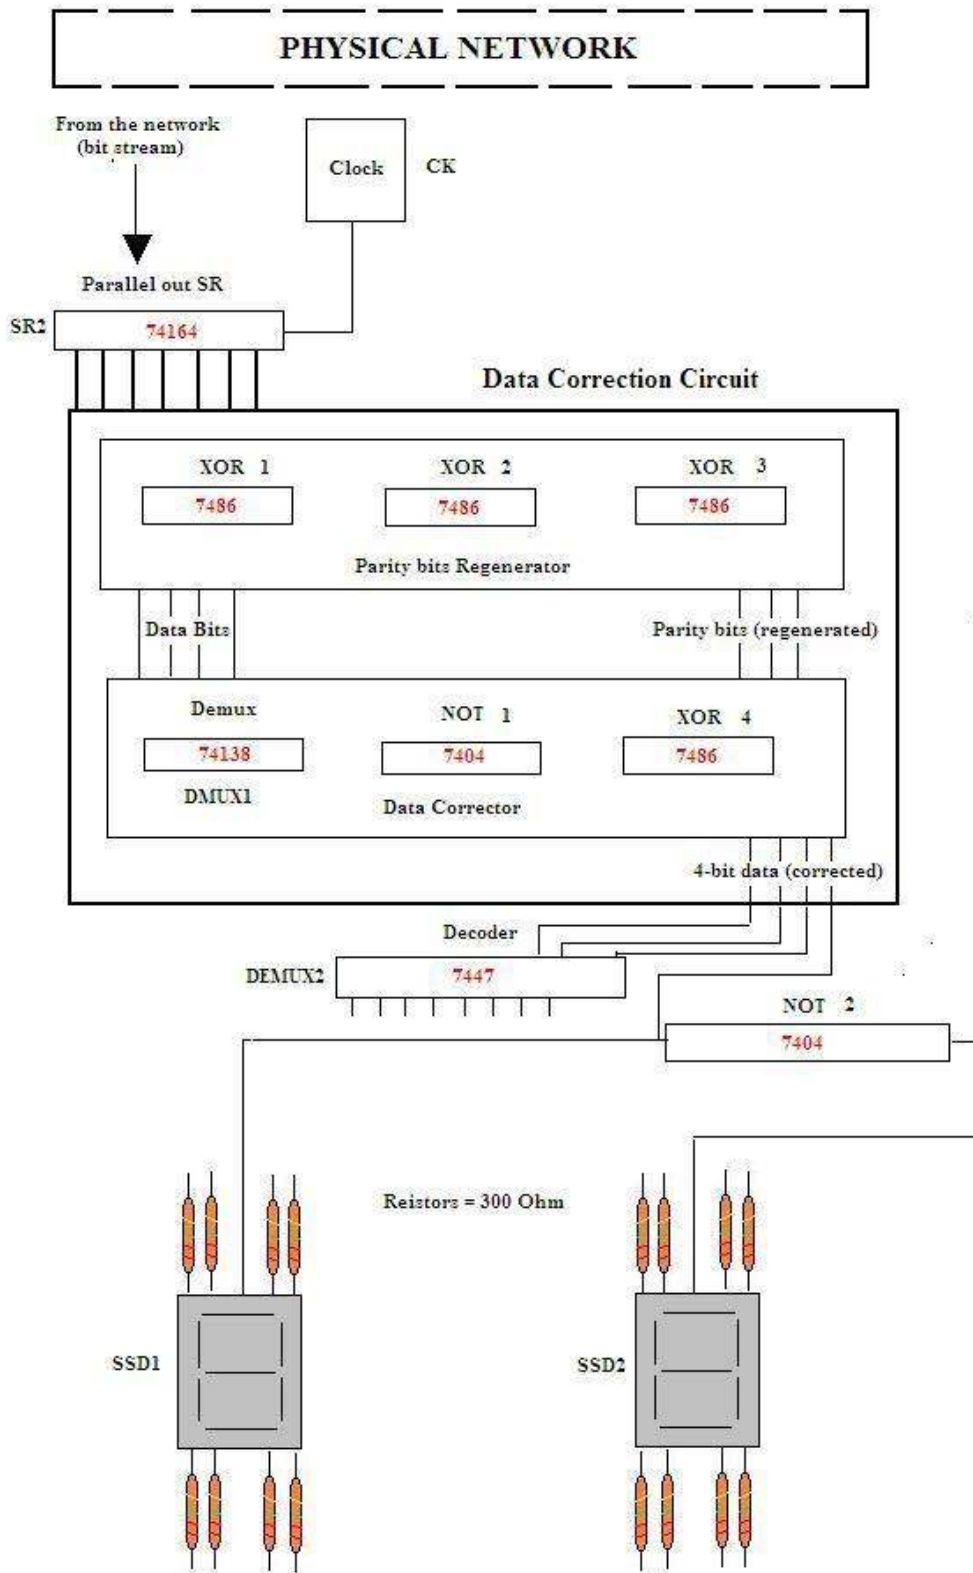 PHYSICAL NETWORK
From the network
(bit stream)
Clock
CK
Parallel out SR
SR2
74164
Data Correction Circuit
XOR 1
XOR 2
XOR 3
7486
7486
7486
Parity bits Regenerator
Data Bits
Parity bits (regenerated)
Demux
NOT 1
XOR 4
74138
7404
7486
DMUX1
Data Corrector
4-bit data (corrected)
Decoder
DEMUX2
7447
NOT 2
7404
Reistors = 300 Ohm
SSD1
SSD2